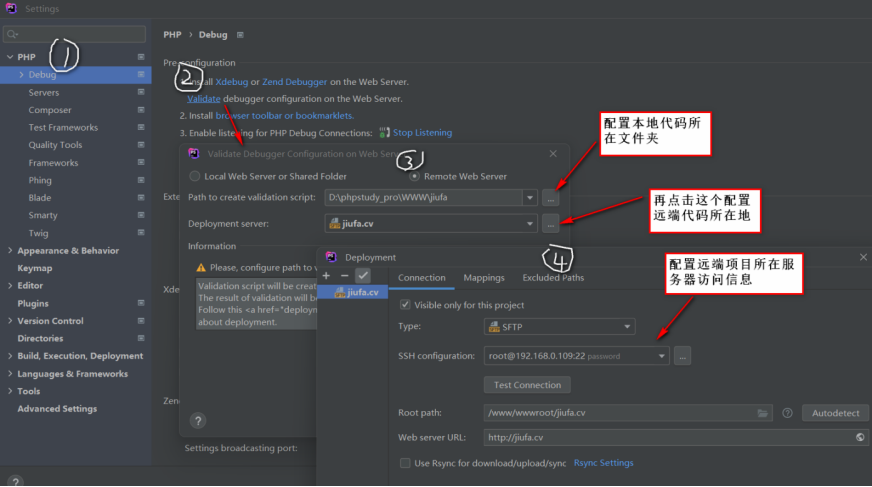 Settings
PHP > Debug
PHP
Debug
Servers
Composer
Test Frameworks
Quality Tools
Frameworks
Phing
Blade
Smarty
Twig
Appearance & Behavior
Keymap
Editor
Plugins
Version Control
Directories
Build, Execution, Deployment
Languages & Frameworks
Tools
Advanced Settings
1
2
3
4
Pre-configuration
Install Xdebug or Zend Debugger on the Web Server.
Validate debugger configuration on the Web Server.
2. Install browser toolbar or bookmarklets.
3. Enable listening for PHP Debug Connections: Stop Listening
Exte
Xde
Zen
Settings broadcasting port:
Validate Debugger Configuration on Web Se
Local Web Server or Shared Folder
Remote Web Server
Path to create validation script: D:\phpstudy_pro\WWW\jiufa ...
Deployment server: jiufa.cv ...
Information
Please, configure path to v
Validation script will be creat
The result of validation will b
Follow this <a href="deploym
about deployment.
?
配置本地代码所
在文件夹
再点击这个配置
远端代码所在地
配置远端项目所在服
务器访问信息
Deployment
jiufa.cv
Connection Mappings Excluded Paths
Visible only for this project
Type: SFTP
SSH configuration: root@192.168.0.109:22 password ...
Test Connection
Root path: /www/wwwroot/jiufa.cv ? Autodetect
Web server URL: http://jiufa.cv
Use Rsync for download/upload/sync Rsync Settings
?